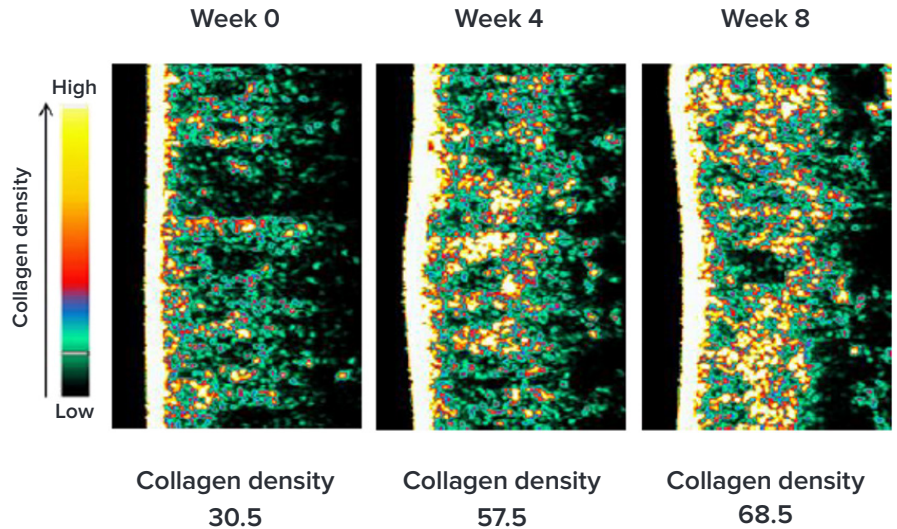 Week 0
Week 4
Week 8
High
Collagen density
Low
Collagen density
30.5
Collagen density
57.5
Collagen density
68.5